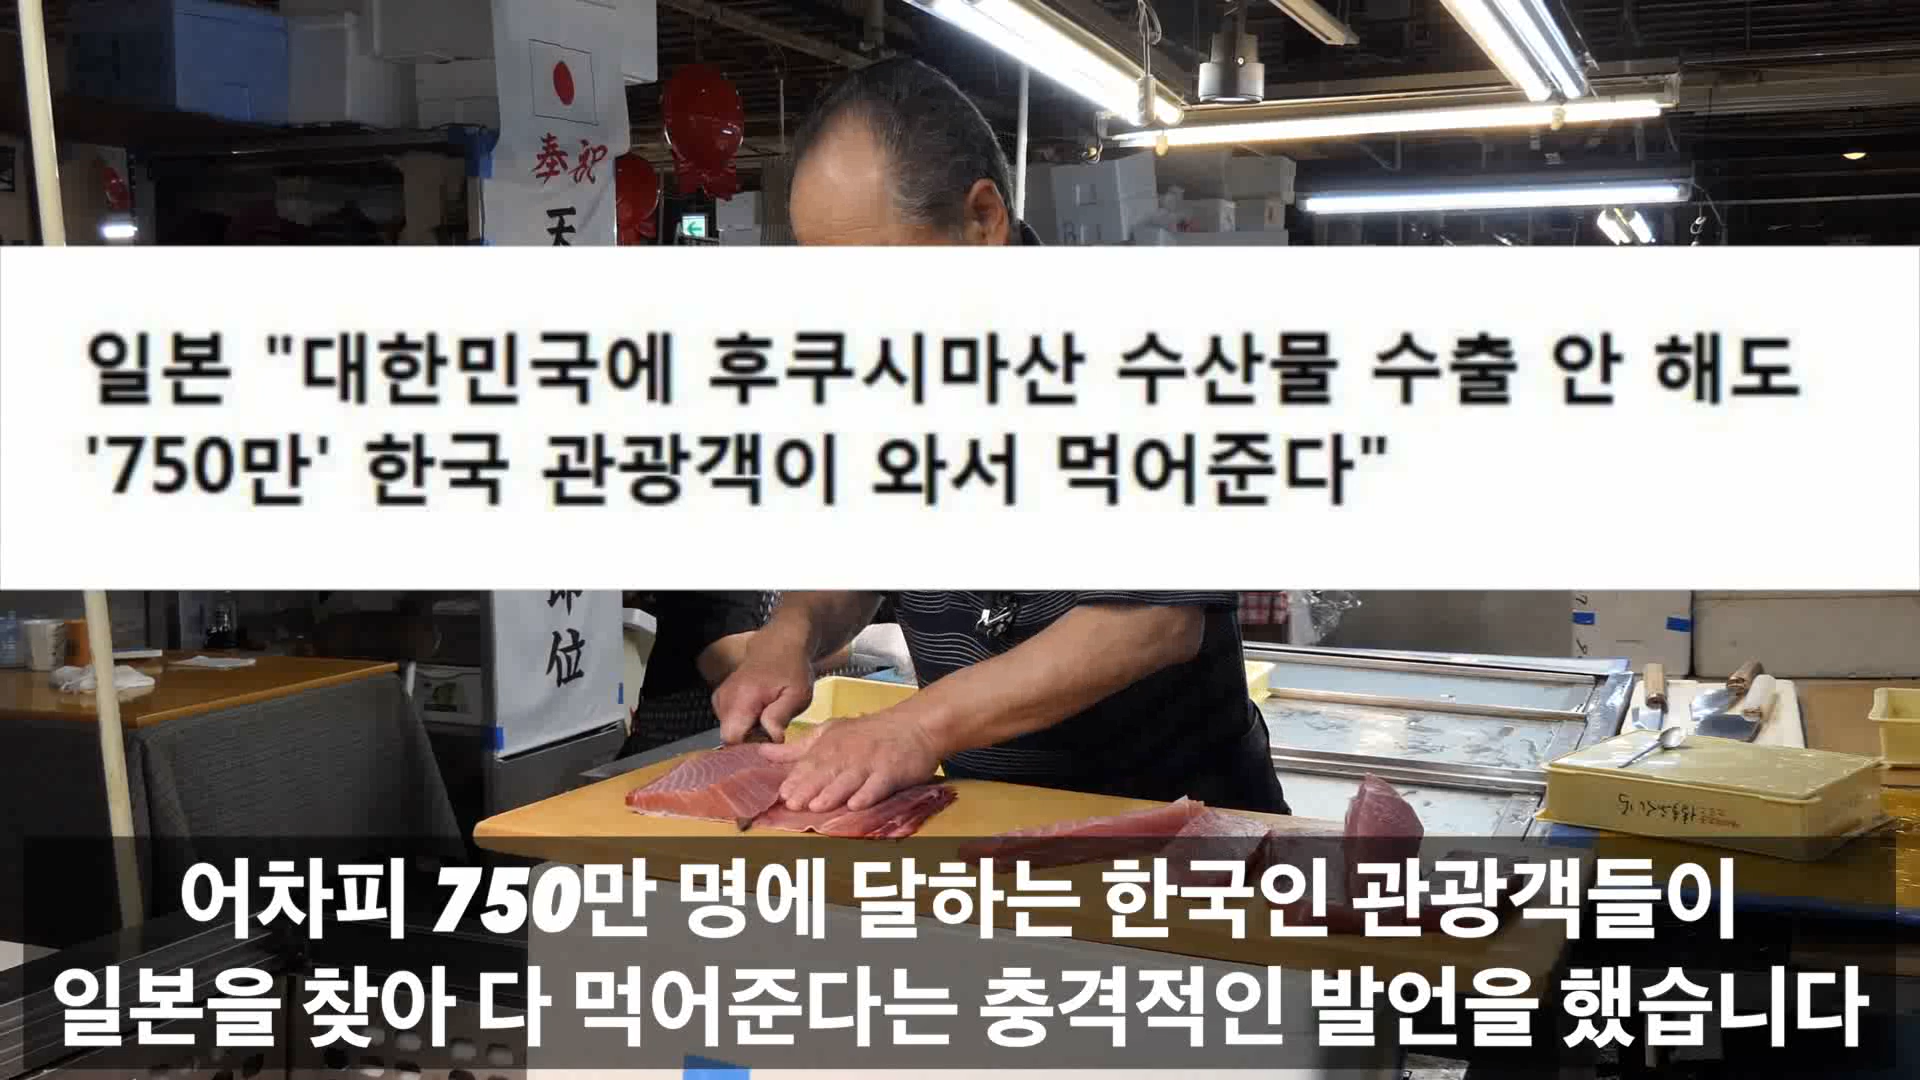 奉祝
天
即位
일본 "대한민국에 후쿠시마산 수산물 수출 안 해도
'750만' 한국 관광객이 와서 먹어준다"
어차피 750만 명에 달하는 한국인 관광객들이
일본을 찾아 다 먹어준다는 충격적인 발언을 했습니다